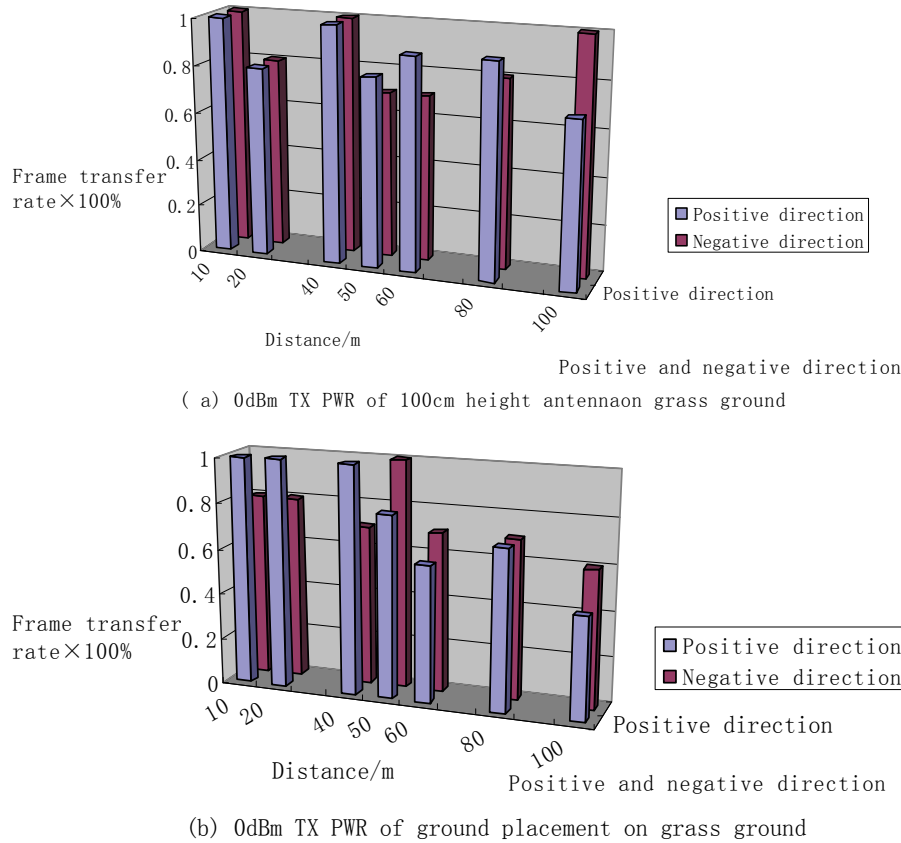 1
0.8
0.6
0.4
0.2
0
Frame transfer
rate×100%
10
20
40
50
60
80
100
Distance/m
Positive direction
Negative direction
Positive direction
Positive and negative direction
( a) 0dBm TX PWR of 100cm height antennaon grass ground
1
0.8
0.6
0.4
0.2
0
Frame transfer
rate×100%
10
20
40
50
60
80
100
Distance/m
Positive direction
Negative direction
Positive direction
Positive and negative direction
(b) 0dBm TX PWR of ground placement on grass ground